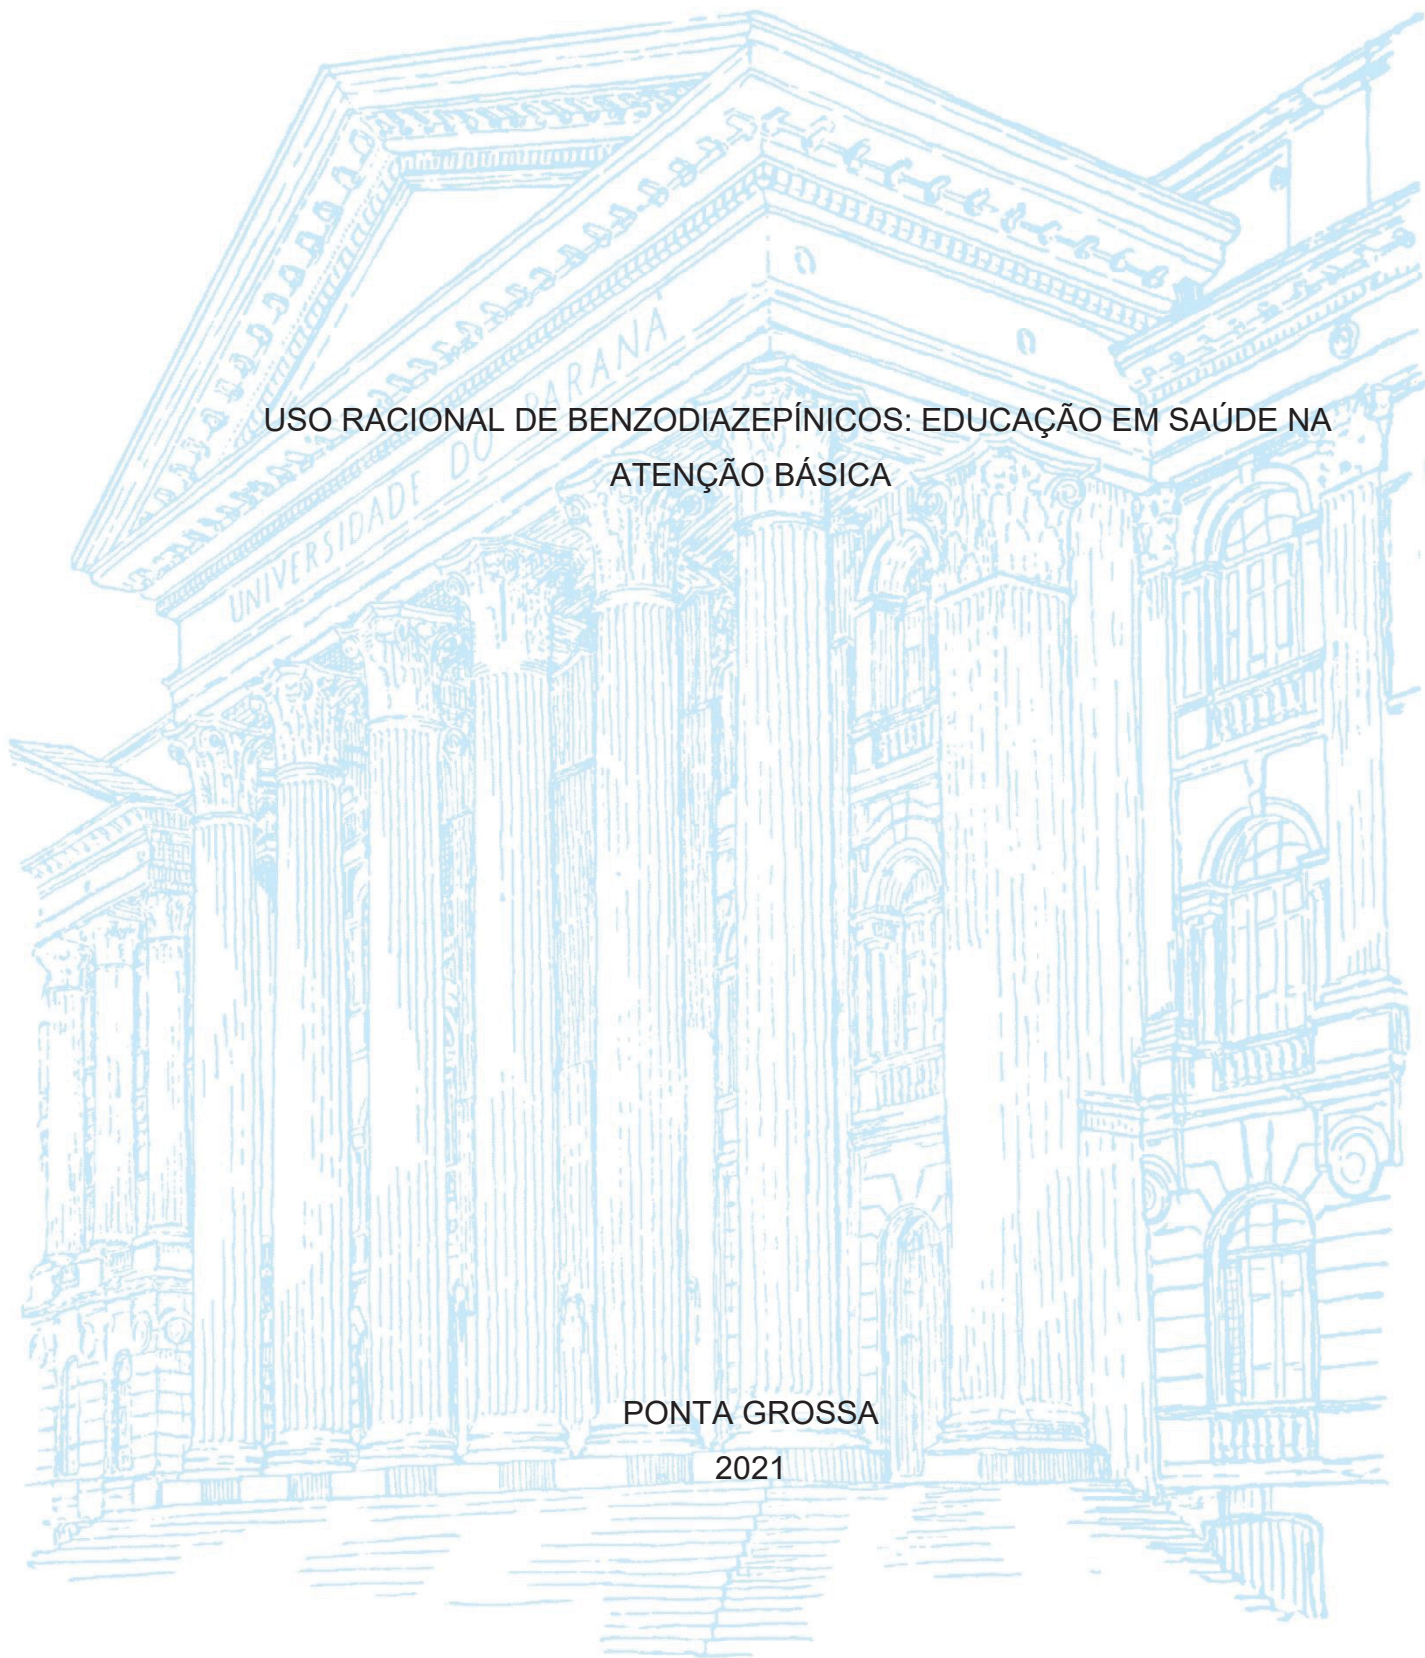 UNIVERSIDADE DO PARANÁ
USO RACIONAL DE BENZODIAZEPÍNICOS: EDUCAÇÃO EM SAÚDE NA
ATENÇÃO BÁSICA
PONTA GROSSA
2021